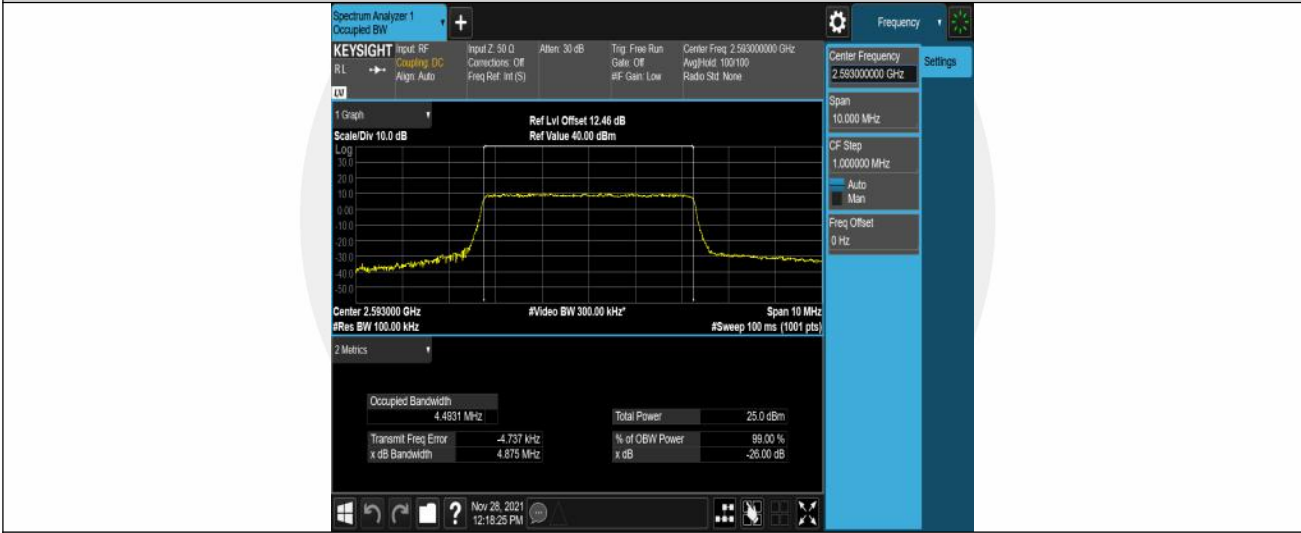 Spectrum Analyzer 1
Occupied BW
+
Frequency
KEYSIGHT
RL
LXI
Input: RF
Coupling: DC
Align: Auto
Input Z: 50 Ω
Corrections: Off
Freq Ref: Int (S)
Atten: 30 dB
Trig: Free Run
Gate: Off
#IF Gain: Low
Center Freq: 2.593000000 GHz
Avg|Hold: 100/100
Radio Std: None
1 Graph
Scale/Div 10.0 dB
Ref Lvl Offset 12.46 dB
Ref Value 40.00 dBm
Log
30.0
20.0
10.0
0.00
-10.0
-20.0
-30.0
-40.0
-50.0
Center 2.593000 GHz
#Res BW 100.00 kHz
#Video BW 300.00 kHz*
Span 10 MHz
#Sweep 100 ms (1001 pts)
2 Metrics
Occupied Bandwidth
4.4931 MHz
Transmit Freq Error -4.737 kHz
x dB Bandwidth 4.875 MHz
Total Power 25.0 dBm
% of OBW Power 99.00 %
x dB -26.00 dB
Center Frequency
2.593000000 GHz
Settings
Span
10.000 MHz
CF Step
1.000000 MHz
Auto
Man
Freq Offset
0 Hz
?
Nov 28, 2021
12:18:25 PM